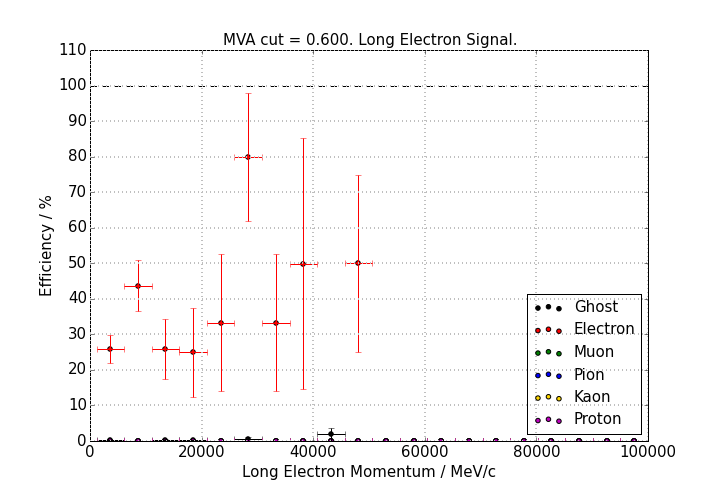 MVA cut = 0.600. Long Electron Signal.
110
100
90
80
70
60
50
40
30
20
10
0
Efficiency / %
Ghost
Electron
Muon
Pion
Kaon
Proton
0 20000 40000 60000 80000 100000
Long Electron Momentum / MeV/c